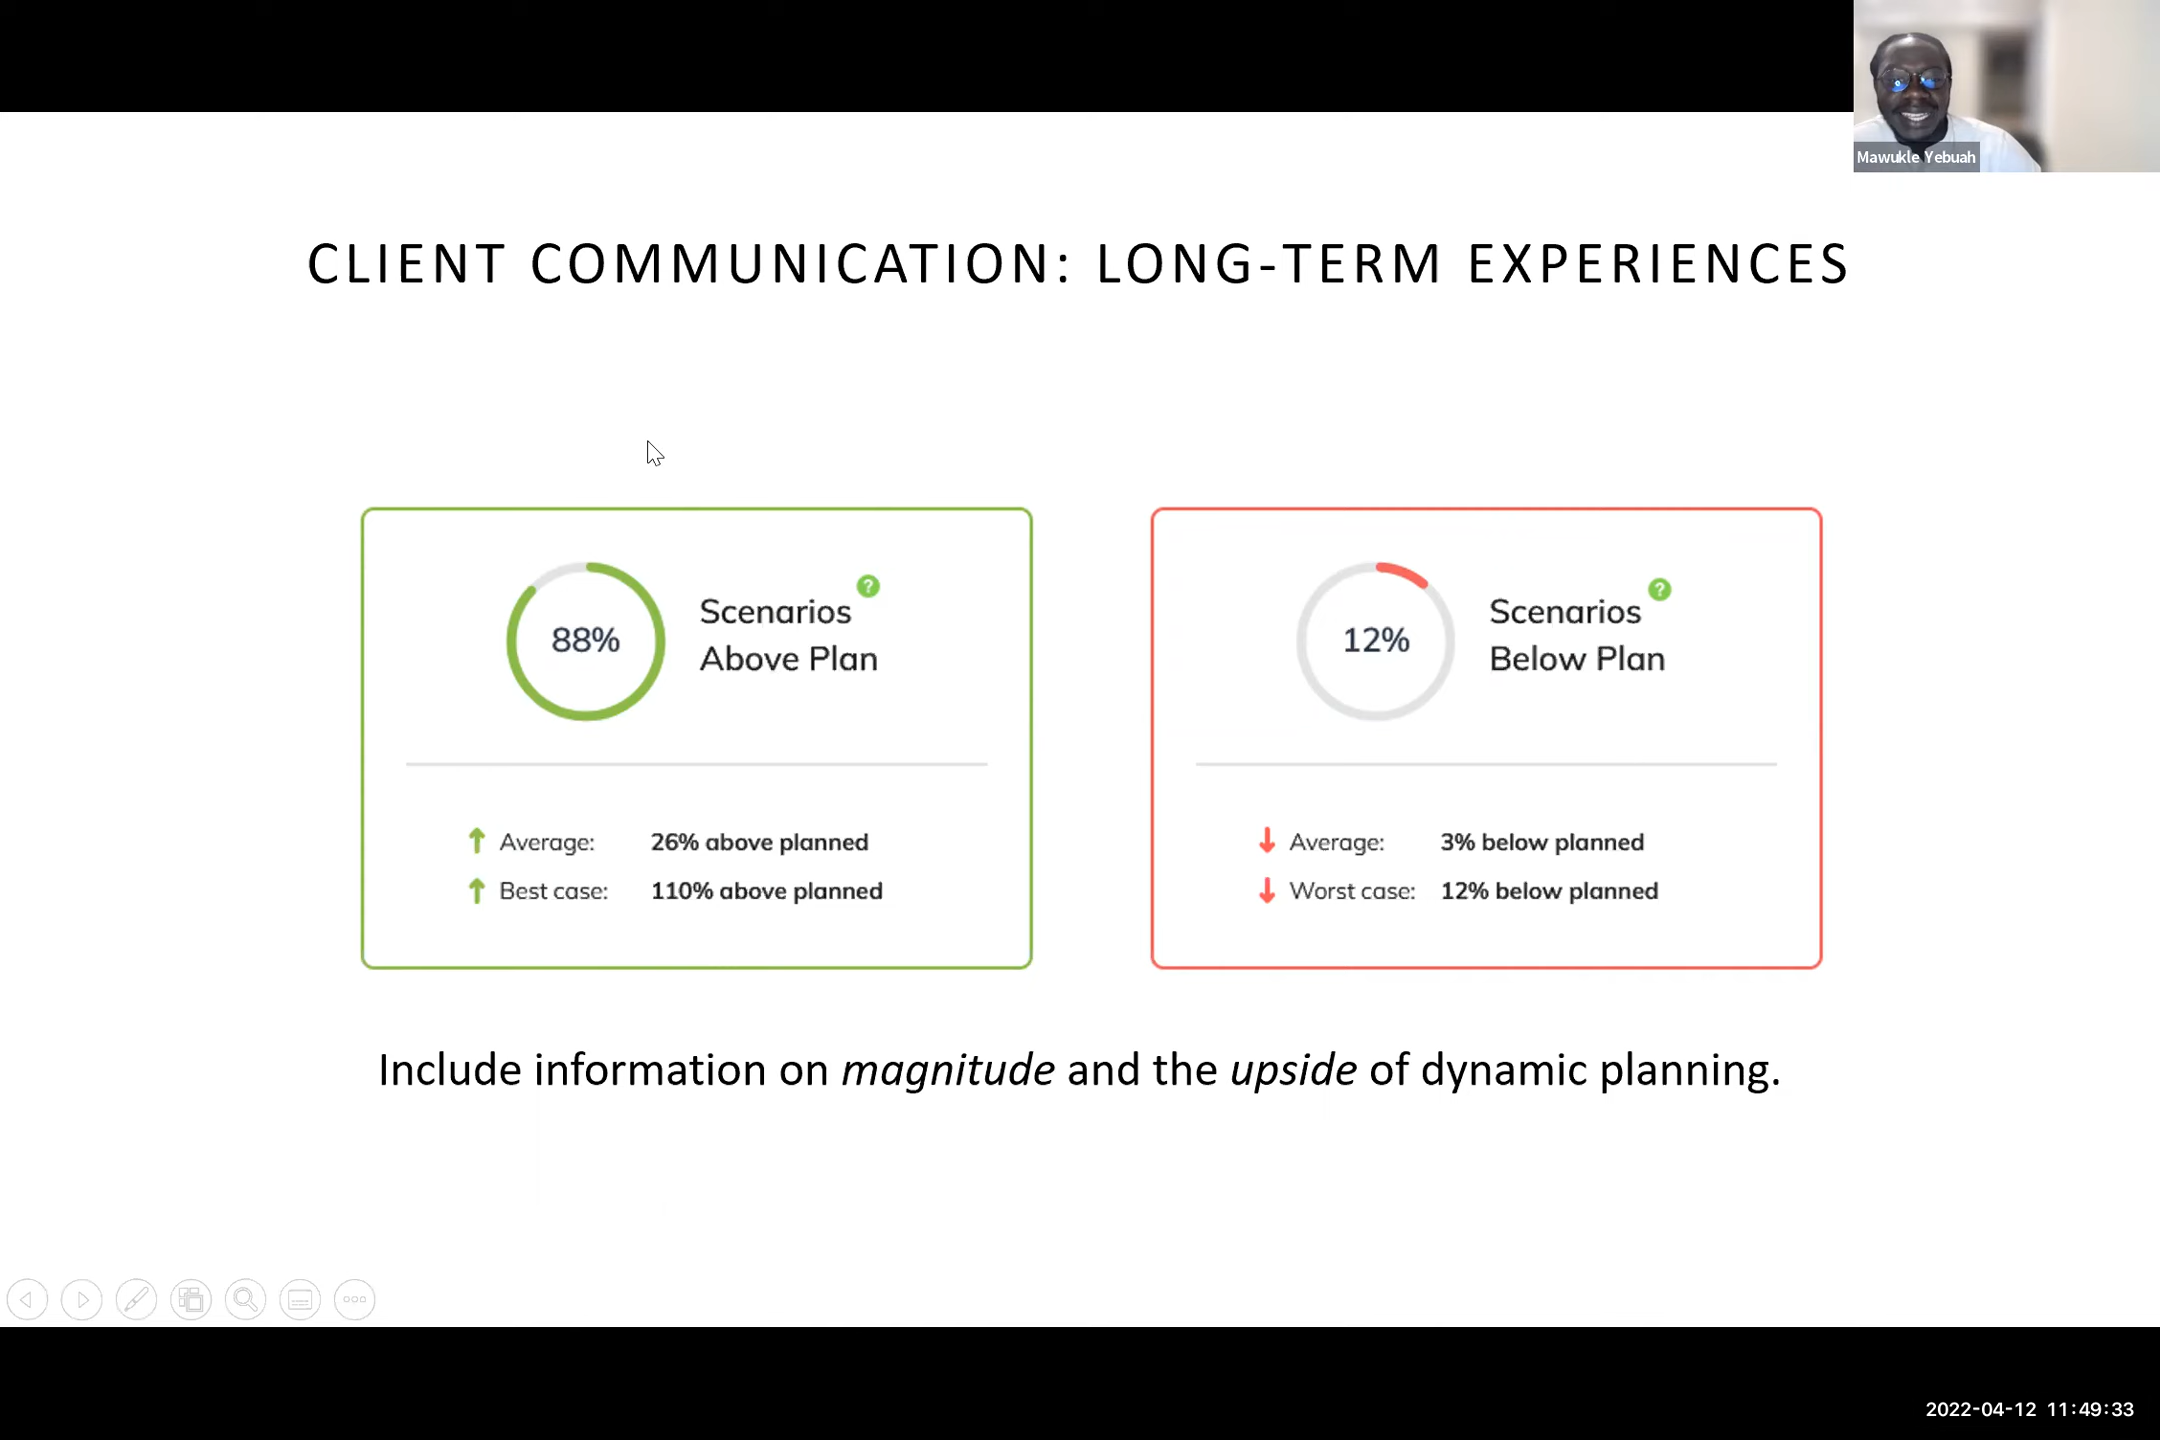 Mawukle Yebuah
CLIENT COMMUNICATION: LONG-TERM EXPERIENCES
88%
Scenarios ?
Above Plan
Average: 26% above planned
Best case: 110% above planned
12%
Scenarios ?
Below Plan
Average: 3% below planned
Worst case: 12% below planned
Include information on magnitude and the upside of dynamic planning.
2022-04-12 11:49:33